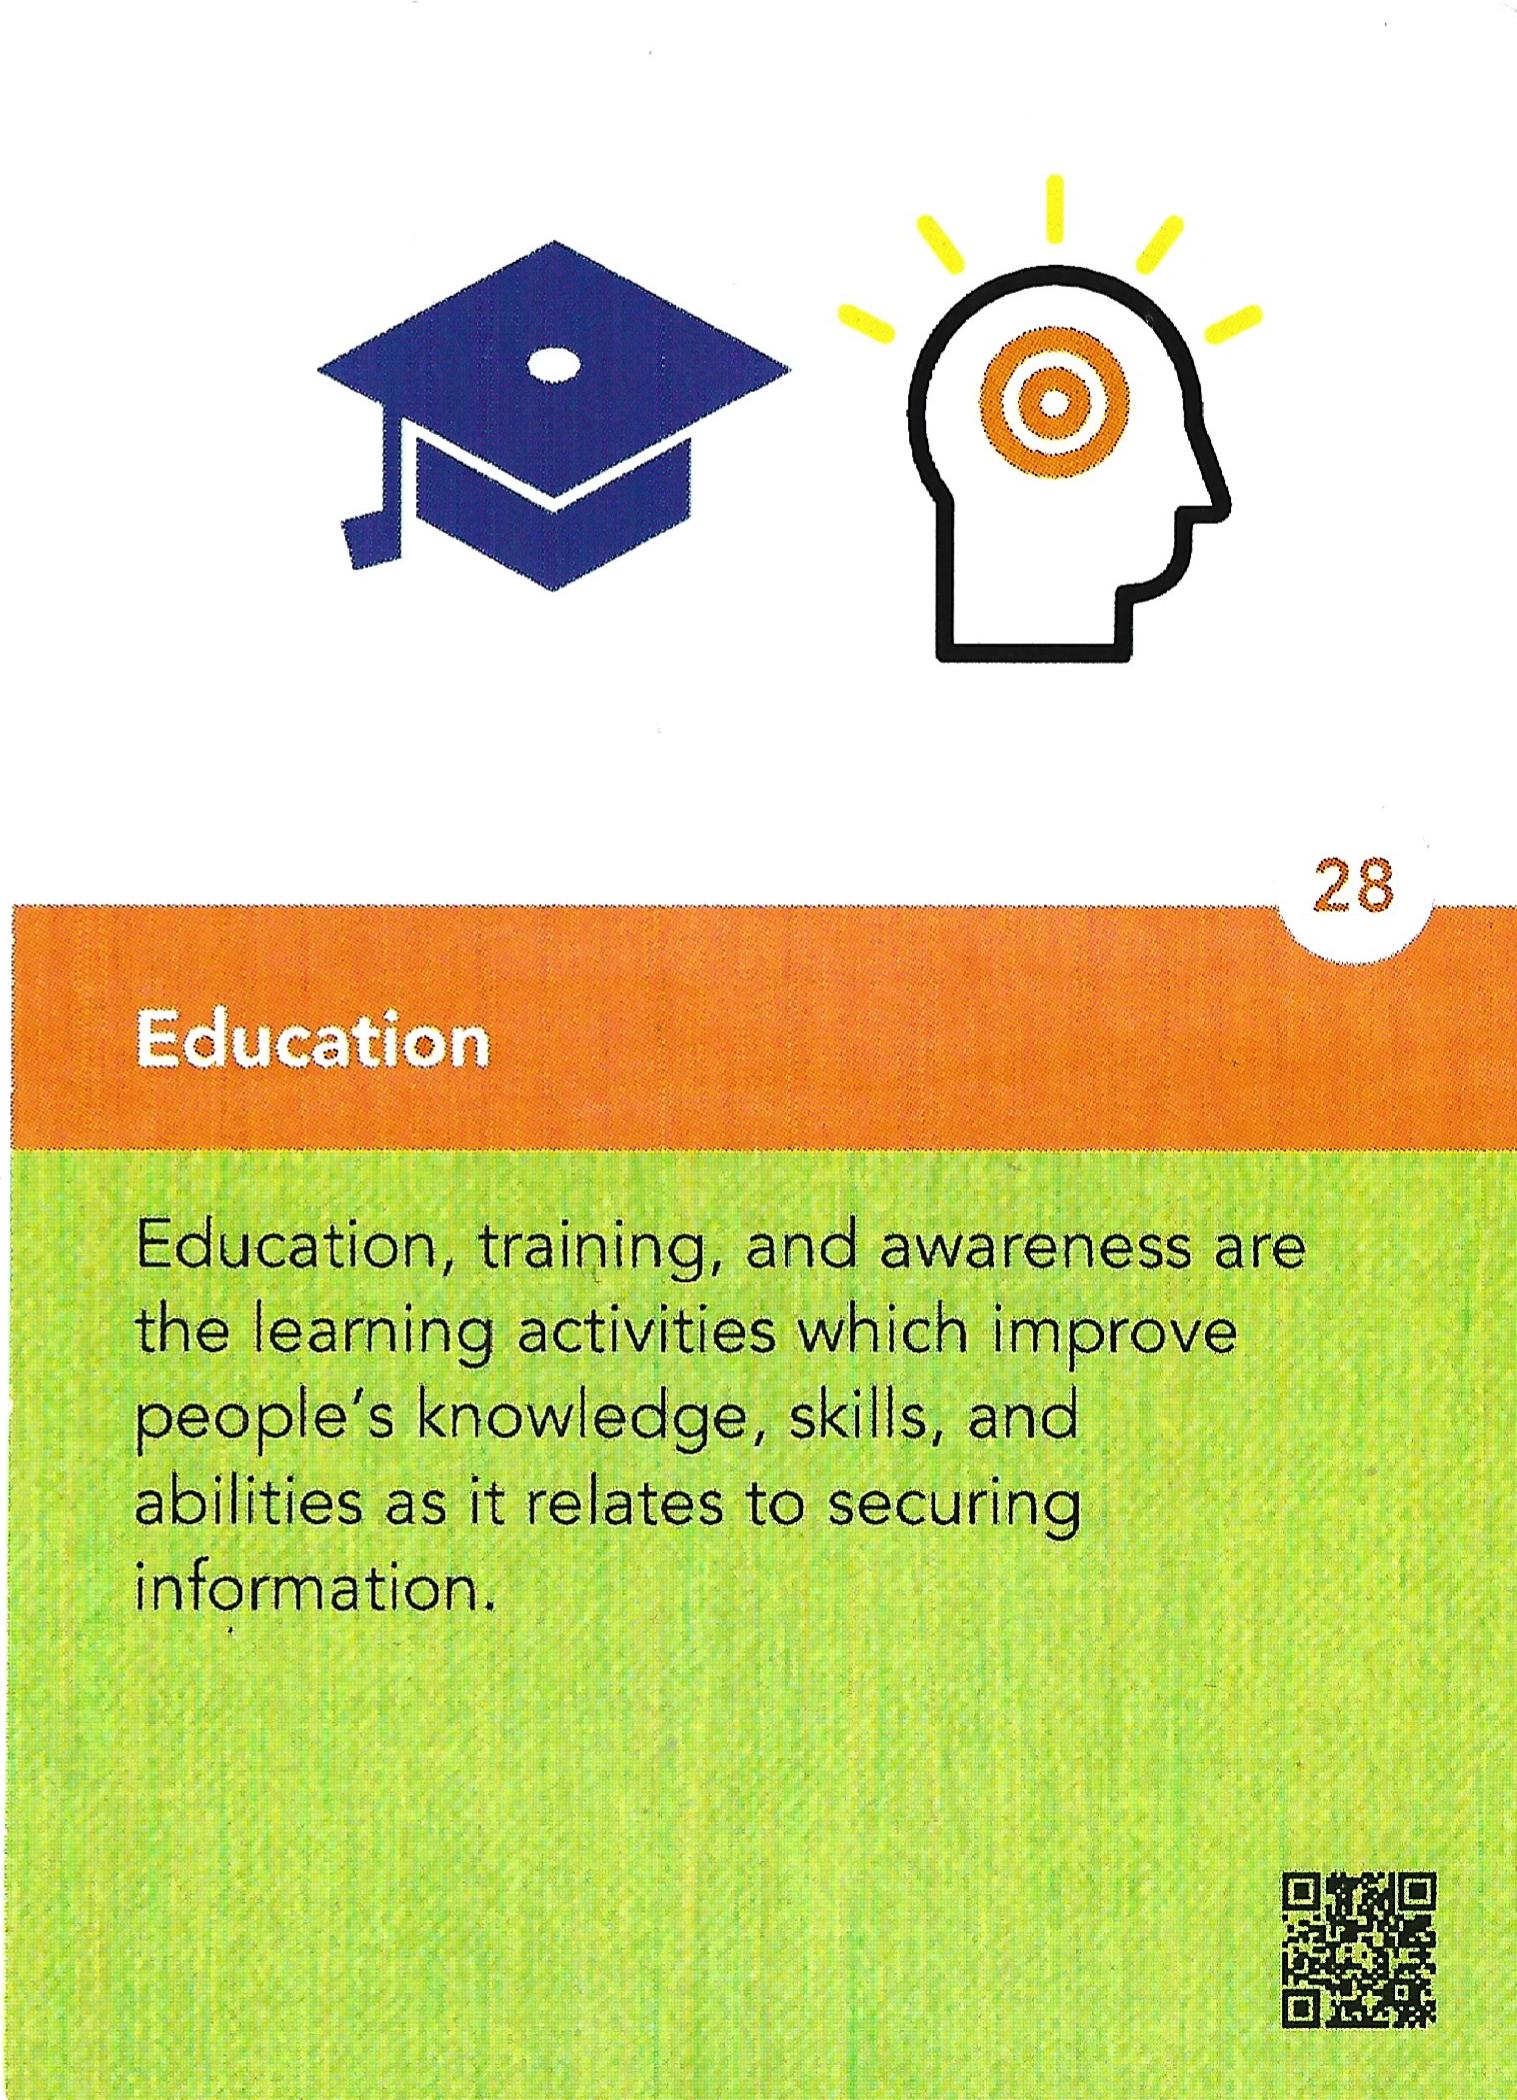 28
Education
Education, training, and awareness are
the learning activities which improve
people's knowledge, skills, and
abilities as it relates to securing
information.